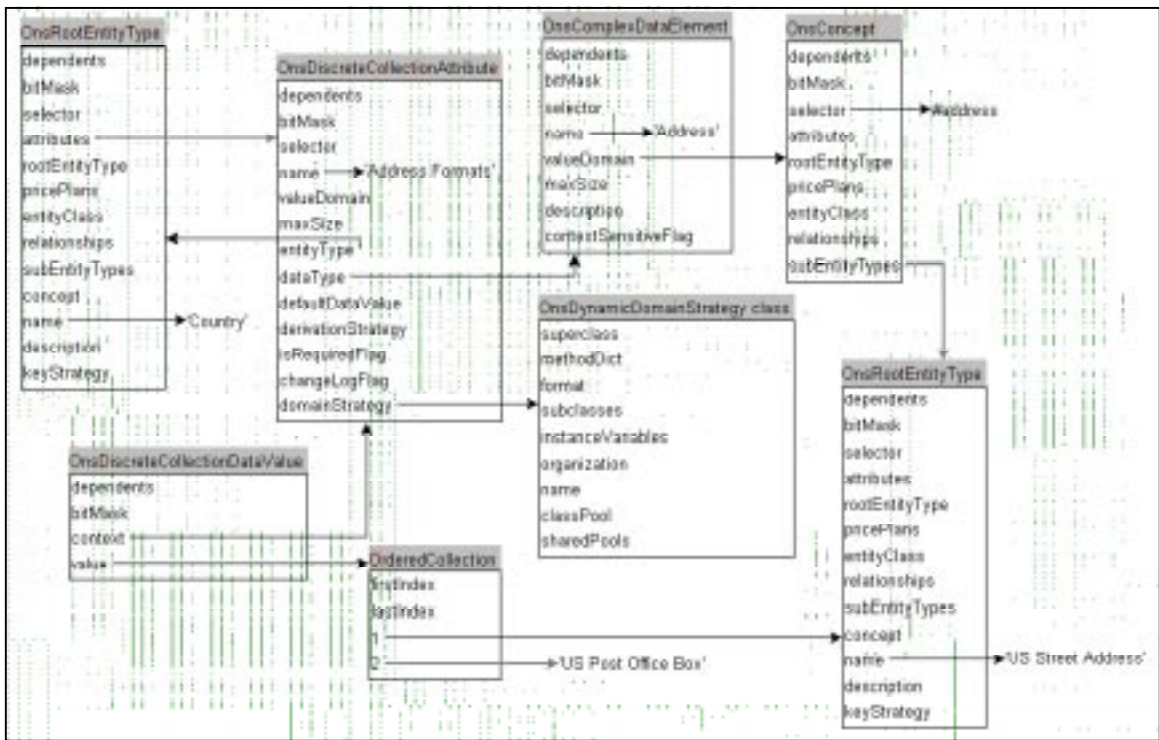 OnsRootEntityType
dependents
bitMask
selector
attributes
rootEntityType
pricePlans
entityClass
relationships
subEntityTypes
concept
name
'Country'
description
keyStrategy
OnsDiscreteCollectionAttribute
dependents
bitMask
selector
name
'Address Formats'
valueDomain
maxSize
entityType
dataType
defaultDataValue
derivationStrategy
isRequiredFlag
changeLogFlag
domainStrategy
OnsComplexDataElement
dependents
bitMask
selector
name
'Address'
valueDomain
maxSize
description
contextSensitiveFlag
OnsConcept
dependents
bitMask
selector
#address
attributes
rootEntityType
pricePlans
entityClass
relationships
subEntityTypes
OnsDynamicDomainStrategy class
superclass
methodDict
format
subclasses
instanceVariables
organization
name
classPool
sharedPools
OnsRootEntityType
dependents
bitMask
selector
attributes
rootEntityType
pricePlans
entityClass
relationships
subEntityTypes
concept
name
'US Street Address'
description
keyStrategy
OnsDiscreteCollectionDataValue
dependents
bitMask
context
value
OrderedCollection
firstIndex
lastIndex
1
2
'US Post Office Box'